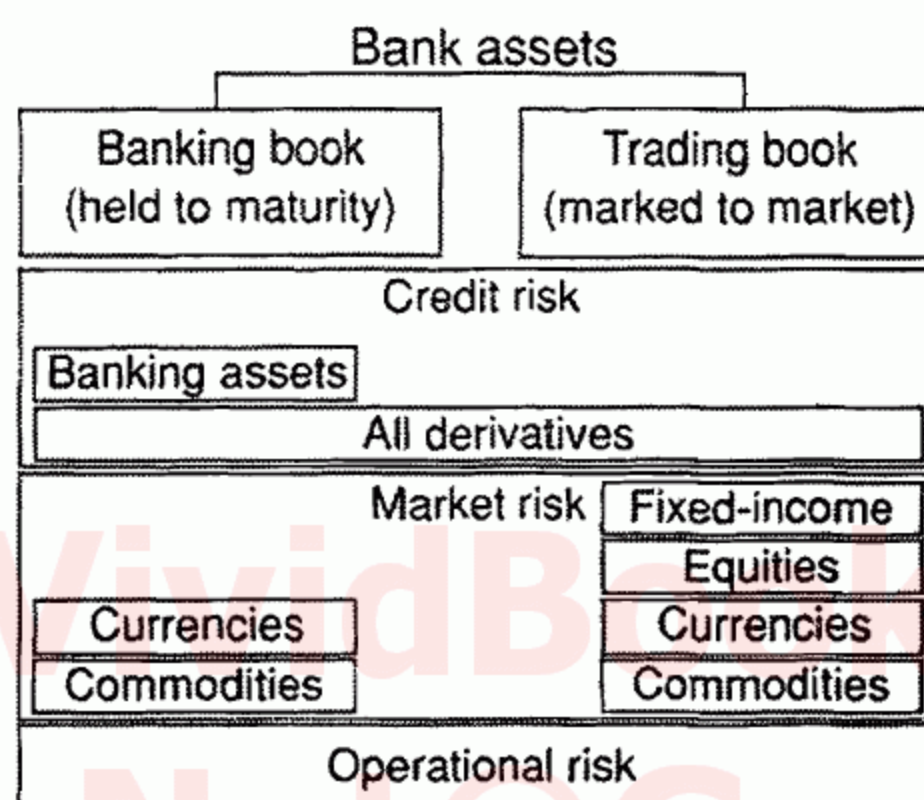 Bank assets
Banking book
(held to maturity)
Trading book
(marked to market)
Credit risk
Banking assets
All derivatives
Market risk
Fixed-income
Equities
Currencies
Commodities
Currencies
Commodities
Operational risk
VividBook